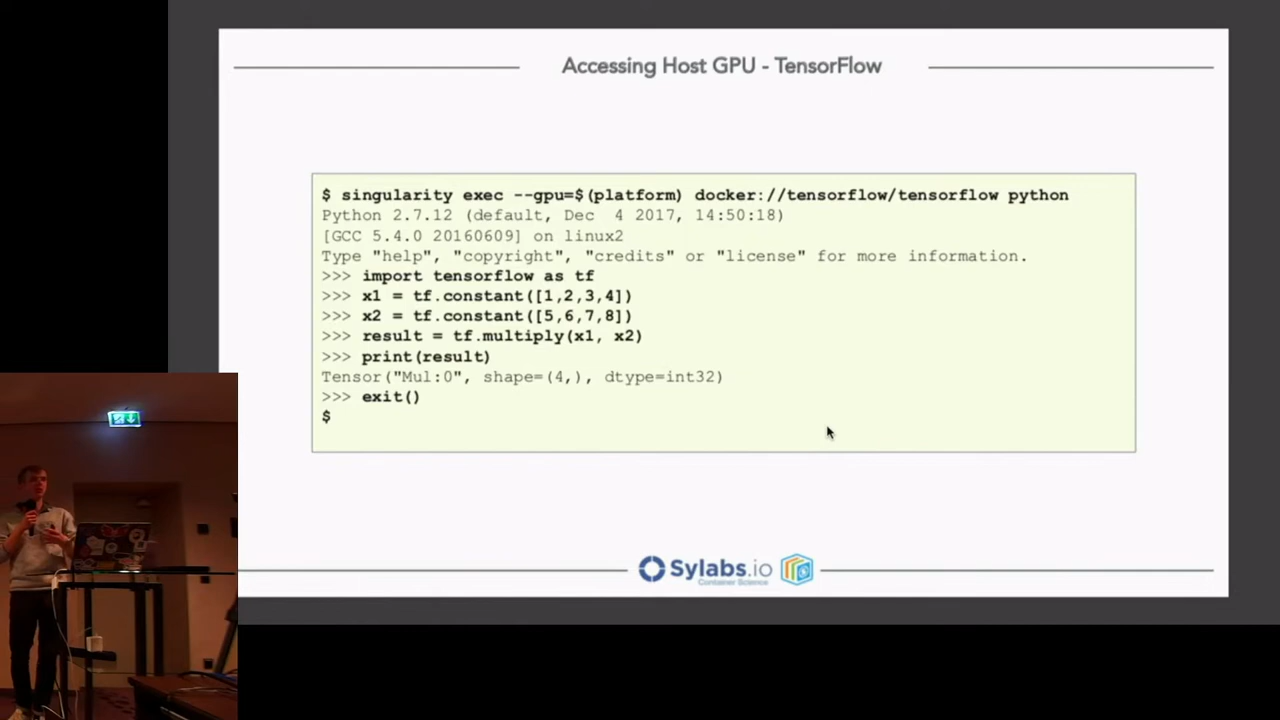 Accessing Host GPU - TensorFlow
$ singularity exec --gpu=$(platform) docker://tensorflow/tensorflow python
Python 2.7.12 (default, Dec  4 2017, 14:50:18)
[GCC 5.4.0 20160609] on linux2
Type "help", "copyright", "credits" or "license" for more information.
>>> import tensorflow as tf
>>> x1 = tf.constant([1,2,3,4])
>>> x2 = tf.constant([5,6,7,8])
>>> result = tf.multiply(x1, x2)
>>> print(result)
Tensor("Mul:0", shape=(4,), dtype=int32)
>>> exit()
$
Sylabs.io
Container Science